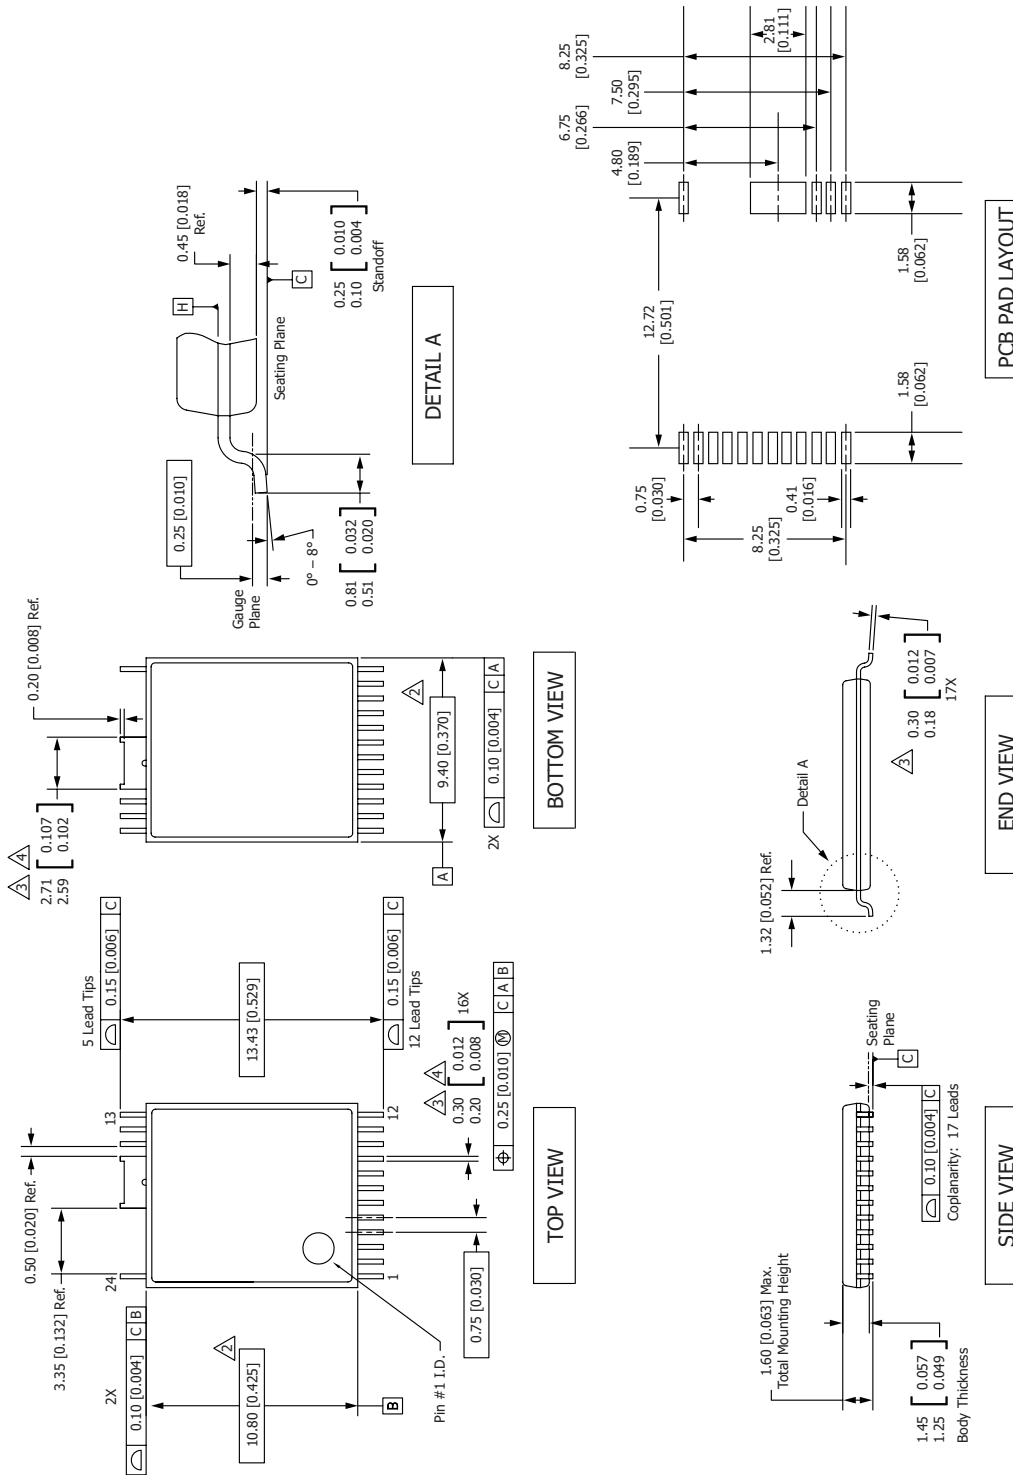 2X
0.10 [0.004] C B
3.35 [0.132] Ref.
0.50 [0.020] Ref.
24
13
5 Lead Tips
0.15 [0.006] C
2
10.80 [0.425]
B
Pin #1 I.D.
1
12
0.75 [0.030]
13.43 [0.529]
0.15 [0.006] C
12 Lead Tips
3 4
0.30 [0.012] 16X
0.20 [0.008]
0.25 [0.010] M C A B
TOP VIEW
3 4
2.71 [0.107]
2.59 [0.102]
0.20 [0.008] Ref.
2
9.40 [0.370]
A
2X
0.10 [0.004] C A
BOTTOM VIEW
Gauge
Plane
0.25 [0.010]
0° – 8°
0.81 [0.032]
0.51 [0.020]
H
0.45 [0.018]
Ref.
Seating Plane
C
0.25 [0.010]
0.10 [0.004]
Standoff
DETAIL A
1.60 [0.063] Max.
Total Mounting Height
1.45 [0.057]
1.25 [0.049]
Body Thickness
Seating
Plane
C
0.10 [0.004] C
Coplanarity: 17 Leads
SIDE VIEW
1.32 [0.052] Ref.
Detail A
3
0.30 [0.012]
0.18 [0.007]
17X
END VIEW
0.75
[0.030]
8.25
[0.325]
0.41
[0.016]
12.72
[0.501]
1.58
[0.062]
4.80
[0.189]
6.75
[0.266]
7.50
[0.295]
8.25
[0.325]
2.81
[0.111]
1.58
[0.062]
PCB PAD LAYOUT